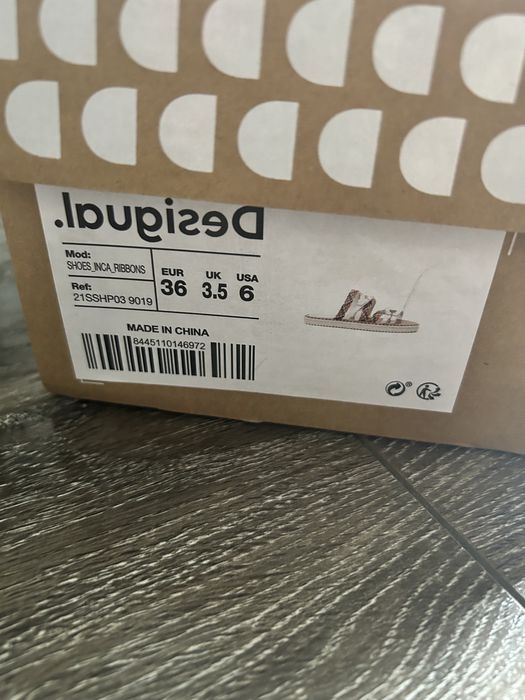 Desigual.
Mod:
SHOES_INCA_RIBBONS
Ref:
21SSHP03 9019
EUR UK USA
36 3.5 6
MADE IN CHINA
8445110146972